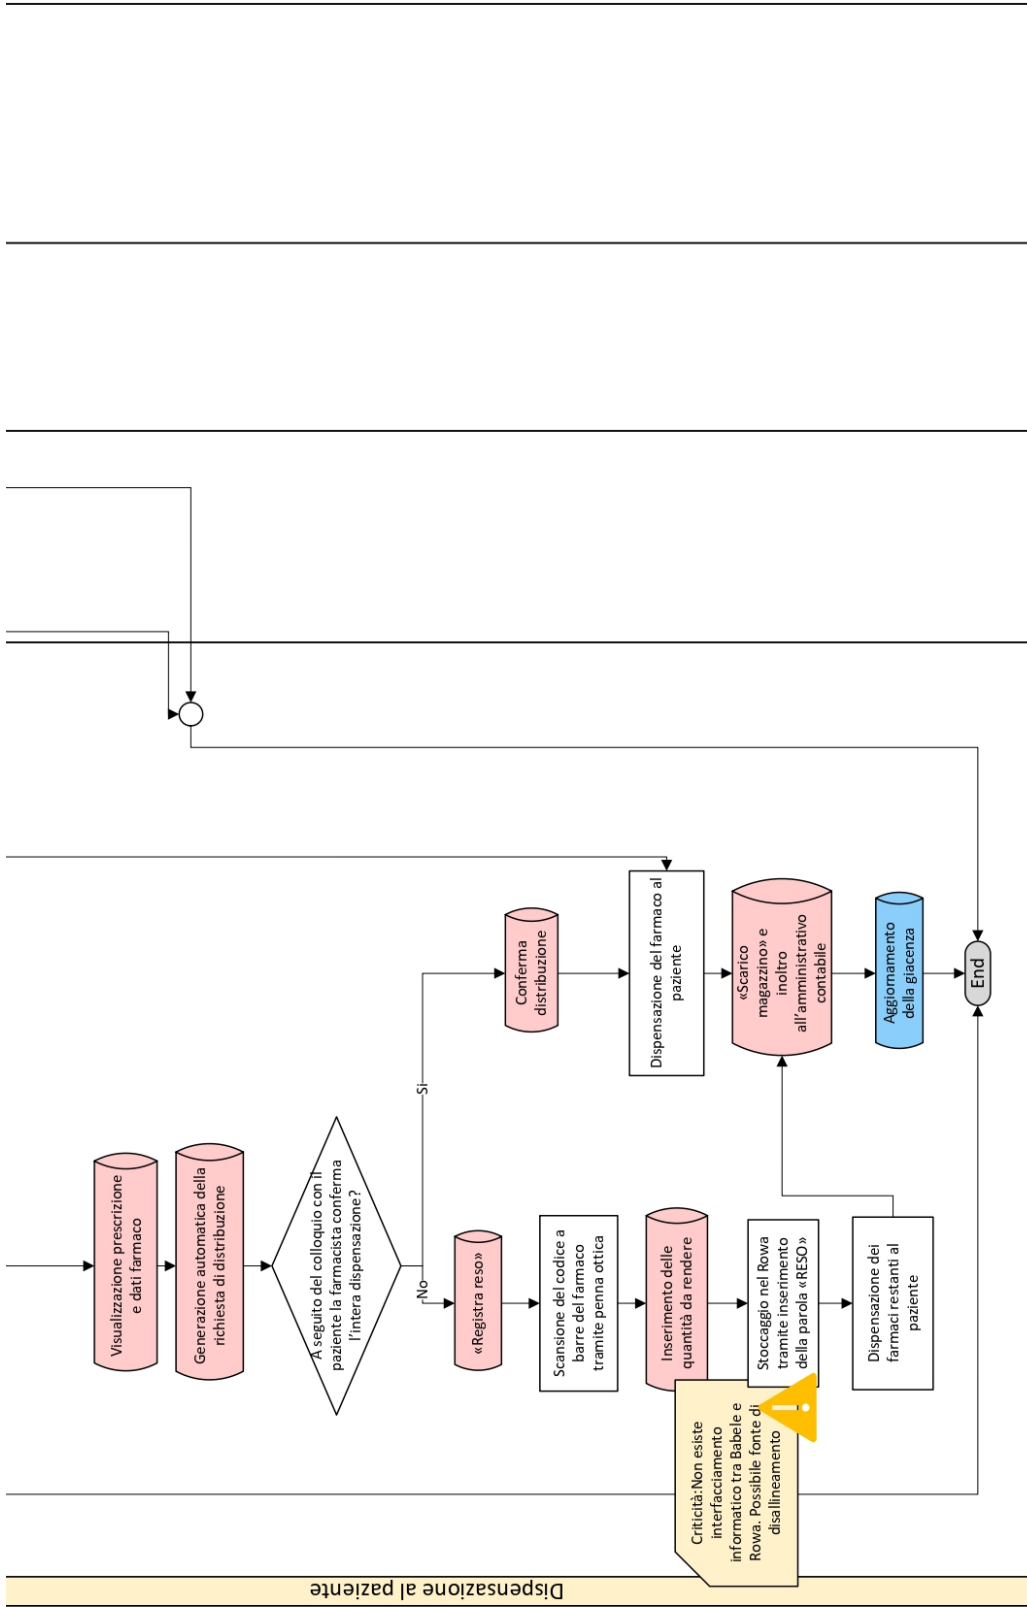 Dispensazione al paziente
Visualizzazione prescrizione
e dati farmaco
Generazione automatica della
richiesta di distribuzione
A seguito del colloquio con il
paziente la farmacista conferma
l'intera dispensazione?
No
Si
«Registra reso»
Scansione del codice a
barre del farmaco
tramite penna ottica
Inserimento delle
quantità da rendere
Stoccaggio nel Rowa
tramite inserimento
della parola «RESO»
Dispensazione dei
farmaci restanti al
paziente
Criticità:Non esiste
interfacciamento
informatico tra Babele e
Rowa. Possibile fonte di
disallineamento
Conferma
distribuzione
Dispensazione del farmaco al
paziente
«Scarico
magazzino» e
inoltro
all'amministrativo
contabile
Aggiornamento
della giacenza
End